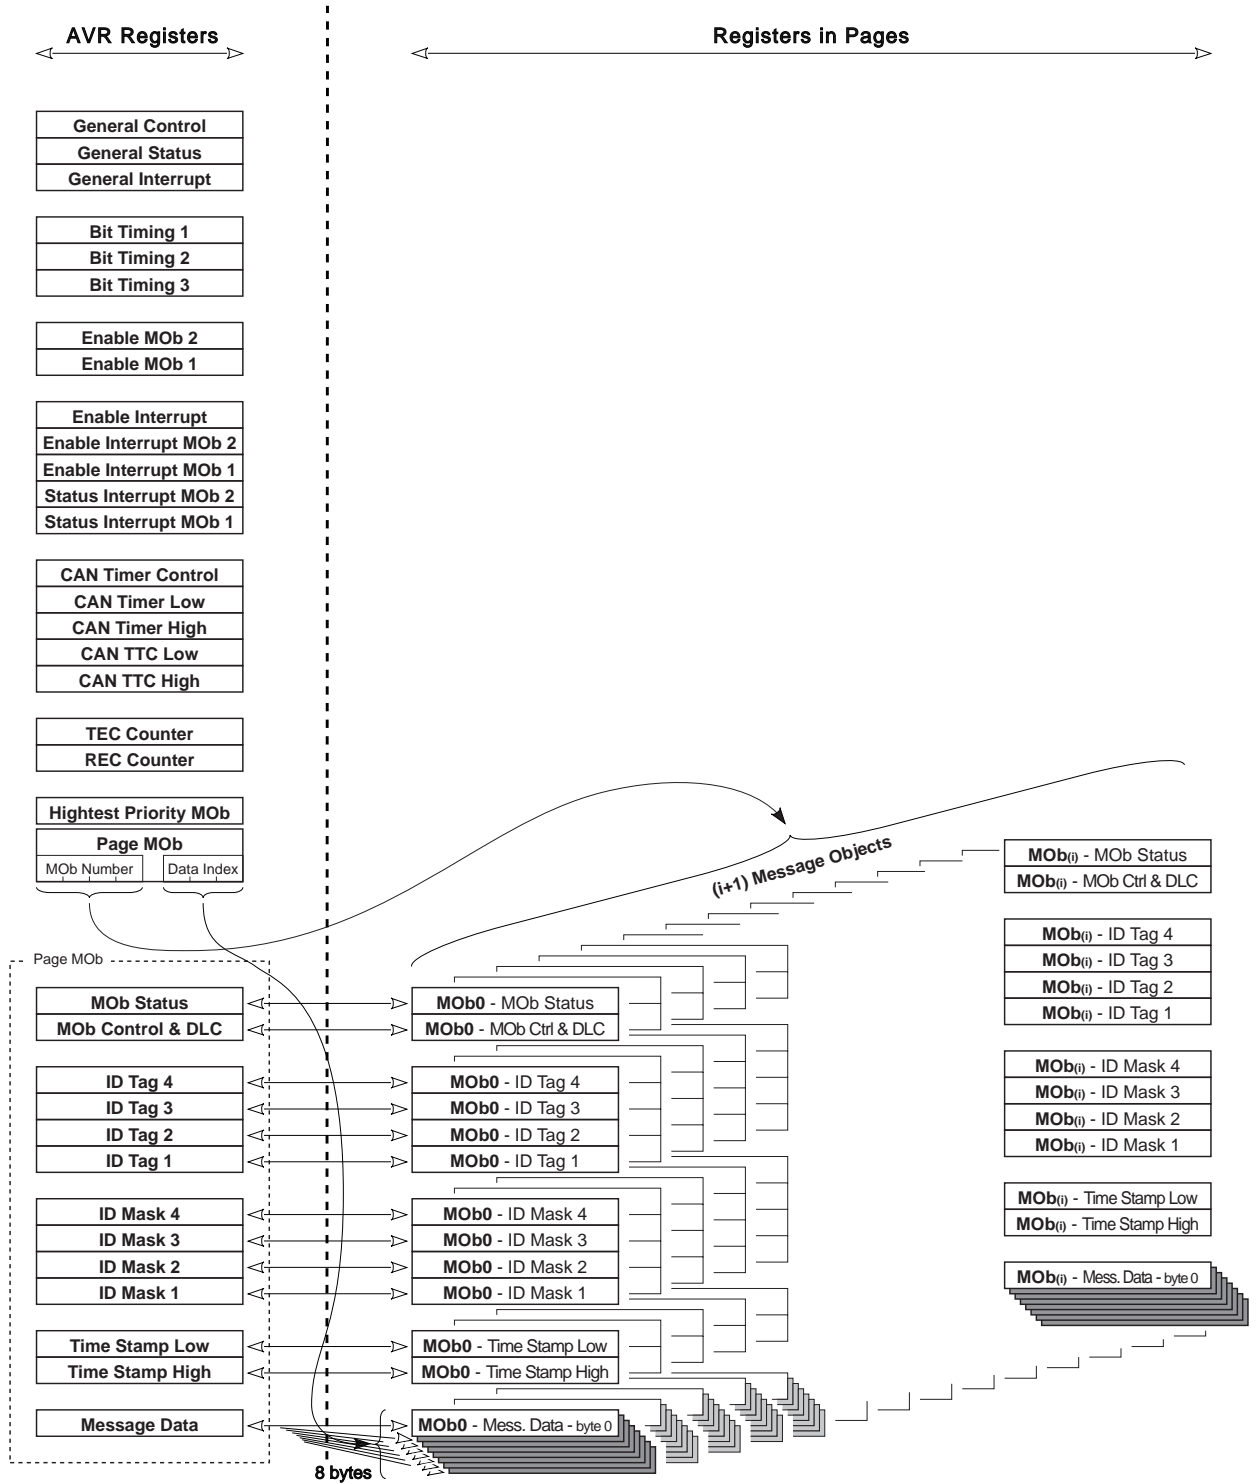 AVR Registers
Registers in Pages
General Control
General Status
General Interrupt
Bit Timing 1
Bit Timing 2
Bit Timing 3
Enable MOb 2
Enable MOb 1
Enable Interrupt
Enable Interrupt MOb 2
Enable Interrupt MOb 1
Status Interrupt MOb 2
Status Interrupt MOb 1
CAN Timer Control
CAN Timer Low
CAN Timer High
CAN TTC Low
CAN TTC High
TEC Counter
REC Counter
Hightest Priority MOb
Page MOb
MOb Number
Data Index
Page MOb
MOb Status
MOb Control & DLC
ID Tag 4
ID Tag 3
ID Tag 2
ID Tag 1
ID Mask 4
ID Mask 3
ID Mask 2
ID Mask 1
Time Stamp Low
Time Stamp High
Message Data
8 bytes
(i+1) Message Objects
MOb0 - MOb Status
MOb0 - MOb Ctrl & DLC
MOb0 - ID Tag 4
MOb0 - ID Tag 3
MOb0 - ID Tag 2
MOb0 - ID Tag 1
MOb0 - ID Mask 4
MOb0 - ID Mask 3
MOb0 - ID Mask 2
MOb0 - ID Mask 1
MOb0 - Time Stamp Low
MOb0 - Time Stamp High
MOb0 - Mess. Data - byte 0
MOb(i) - MOb Status
MOb(i) - MOb Ctrl & DLC
MOb(i) - ID Tag 4
MOb(i) - ID Tag 3
MOb(i) - ID Tag 2
MOb(i) - ID Tag 1
MOb(i) - ID Mask 4
MOb(i) - ID Mask 3
MOb(i) - ID Mask 2
MOb(i) - ID Mask 1
MOb(i) - Time Stamp Low
MOb(i) - Time Stamp High
MOb(i) - Mess. Data - byte 0